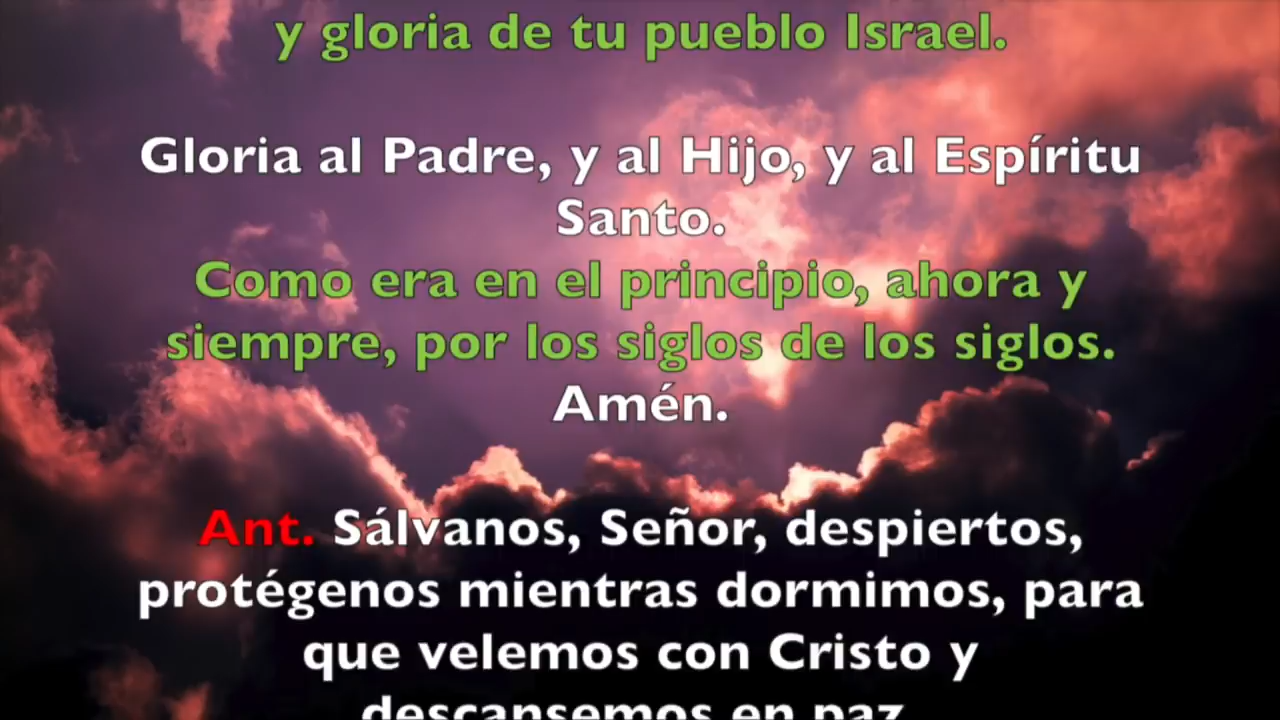 y gloria de tu pueblo Israel.
Gloria al Padre, y al Hijo, y al Espíritu
Santo.
Como era en el principio, ahora y
siempre, por los siglos de los siglos.
Amén.
Ant. Sálvanos, Señor, despiertos,
protégenos mientras dormimos, para
que velemos con Cristo y
descansemos en paz